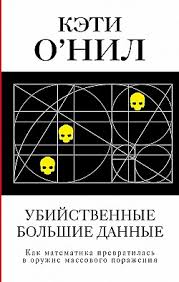 КЭТИ
О'НИЛ
УБИЙСТВЕННЫЕ
БОЛЬШИЕ ДАННЫЕ
Как математика превратилась
в оружие массового поражения